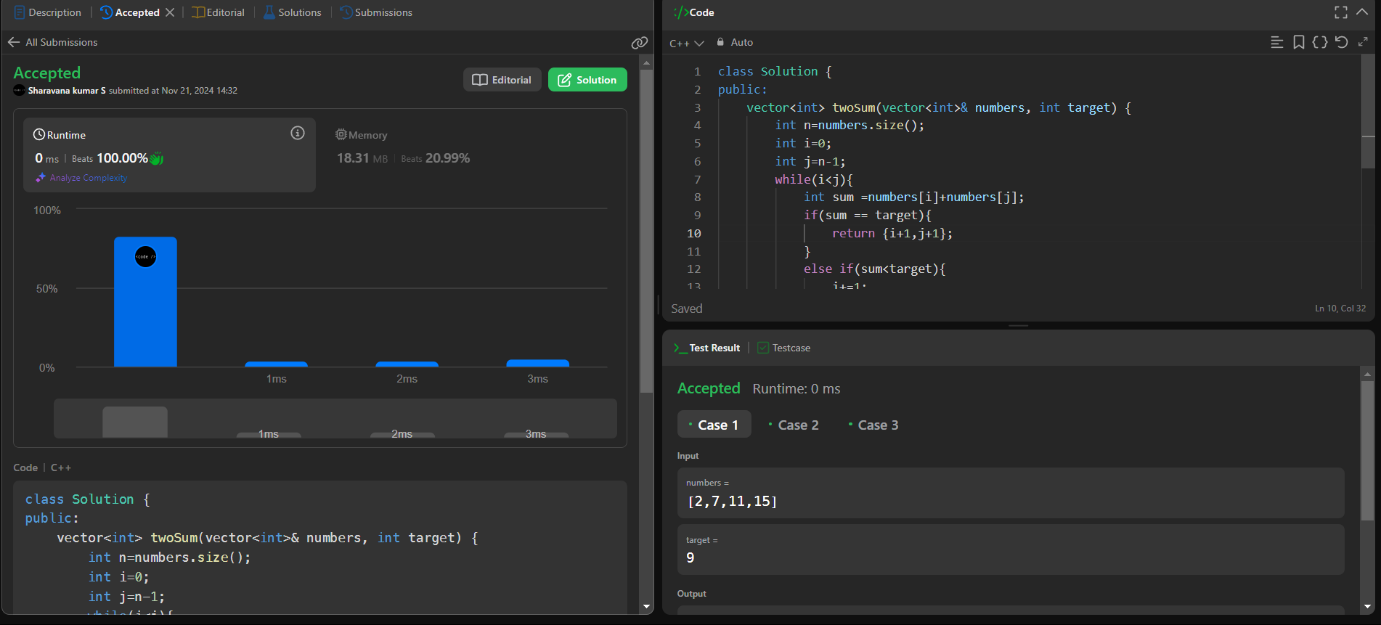 Description
Accepted
Editorial
Solutions
Submissions
All Submissions
Accepted
Sharavana kumar S submitted at Nov 21, 2024 14:32
Editorial
Solution
Runtime
0 ms | Beats 100.00%
Analyze Complexity
Memory
18.31 MB | Beats 20.99%
100%
50%
0%
<code />
1ms 2ms 3ms
1ms 2ms 3ms
Code | C++
class Solution {
public:
    vector<int> twoSum(vector<int>& numbers, int target) {
        int n=numbers.size();
        int i=0;
        int j=n-1;
        while(i<j){
</>Code
C++
Auto
1 class Solution {
2 public:
3     vector<int> twoSum(vector<int>& numbers, int target) {
4         int n=numbers.size();
5         int i=0;
6         int j=n-1;
7         while(i<j){
8             int sum =numbers[i]+numbers[j];
9             if(sum == target){
10                 return {i+1,j+1};
11             }
12             else if(sum<target){
13                 i+=1;
Saved
Ln 10, Col 32
>_Test Result
Testcase
Accepted Runtime: 0 ms
Case 1
Case 2
Case 3
Input
numbers =
[2,7,11,15]
target =
9
Output